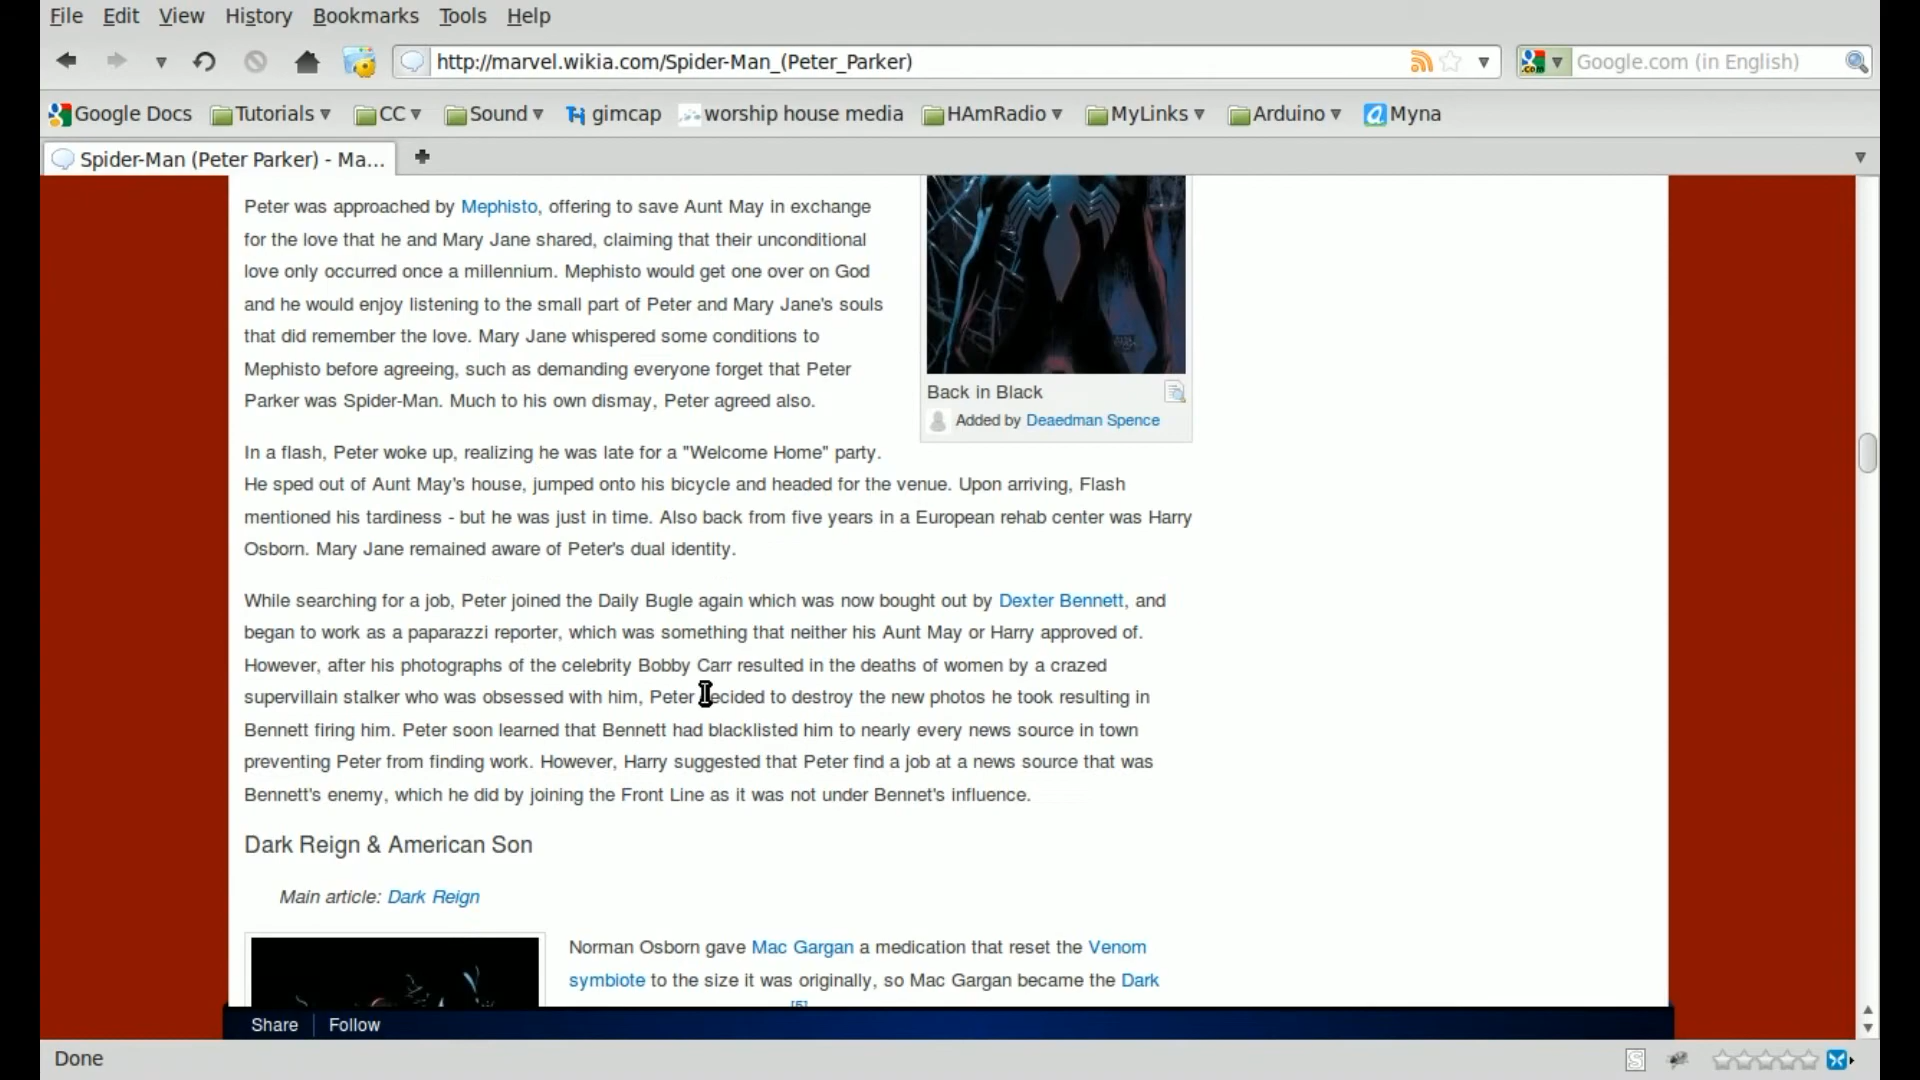 File Edit View History Bookmarks Tools Help
http://marvel.wikia.com/Spider-Man_(Peter_Parker)
Google.com (in English)
Google Docs Tutorials CC Sound gimcap worship house media HAmRadio MyLinks Arduino Myna
Spider-Man (Peter Parker) - Ma...
Peter was approached by Mephisto, offering to save Aunt May in exchange
for the love that he and Mary Jane shared, claiming that their unconditional
love only occurred once a millennium. Mephisto would get one over on God
and he would enjoy listening to the small part of Peter and Mary Jane's souls
that did remember the love. Mary Jane whispered some conditions to
Mephisto before agreeing, such as demanding everyone forget that Peter
Parker was Spider-Man. Much to his own dismay, Peter agreed also.
Back in Black
Added by Deaedman Spence
In a flash, Peter woke up, realizing he was late for a "Welcome Home" party.
He sped out of Aunt May's house, jumped onto his bicycle and headed for the venue. Upon arriving, Flash
mentioned his tardiness - but he was just in time. Also back from five years in a European rehab center was Harry
Osborn. Mary Jane remained aware of Peter's dual identity.
While searching for a job, Peter joined the Daily Bugle again which was now bought out by Dexter Bennett, and
began to work as a paparazzi reporter, which was something that neither his Aunt May or Harry approved of.
However, after his photographs of the celebrity Bobby Carr resulted in the deaths of women by a crazed
supervillain stalker who was obsessed with him, Peter decided to destroy the new photos he took resulting in
Bennett firing him. Peter soon learned that Bennett had blacklisted him to nearly every news source in town
preventing Peter from finding work. However, Harry suggested that Peter find a job at a news source that was
Bennett's enemy, which he did by joining the Front Line as it was not under Bennet's influence.
Dark Reign & American Son
Main article: Dark Reign
Norman Osborn gave Mac Gargan a medication that reset the Venom
symbiote to the size it was originally, so Mac Gargan became the Dark
[5]
Share Follow
Done